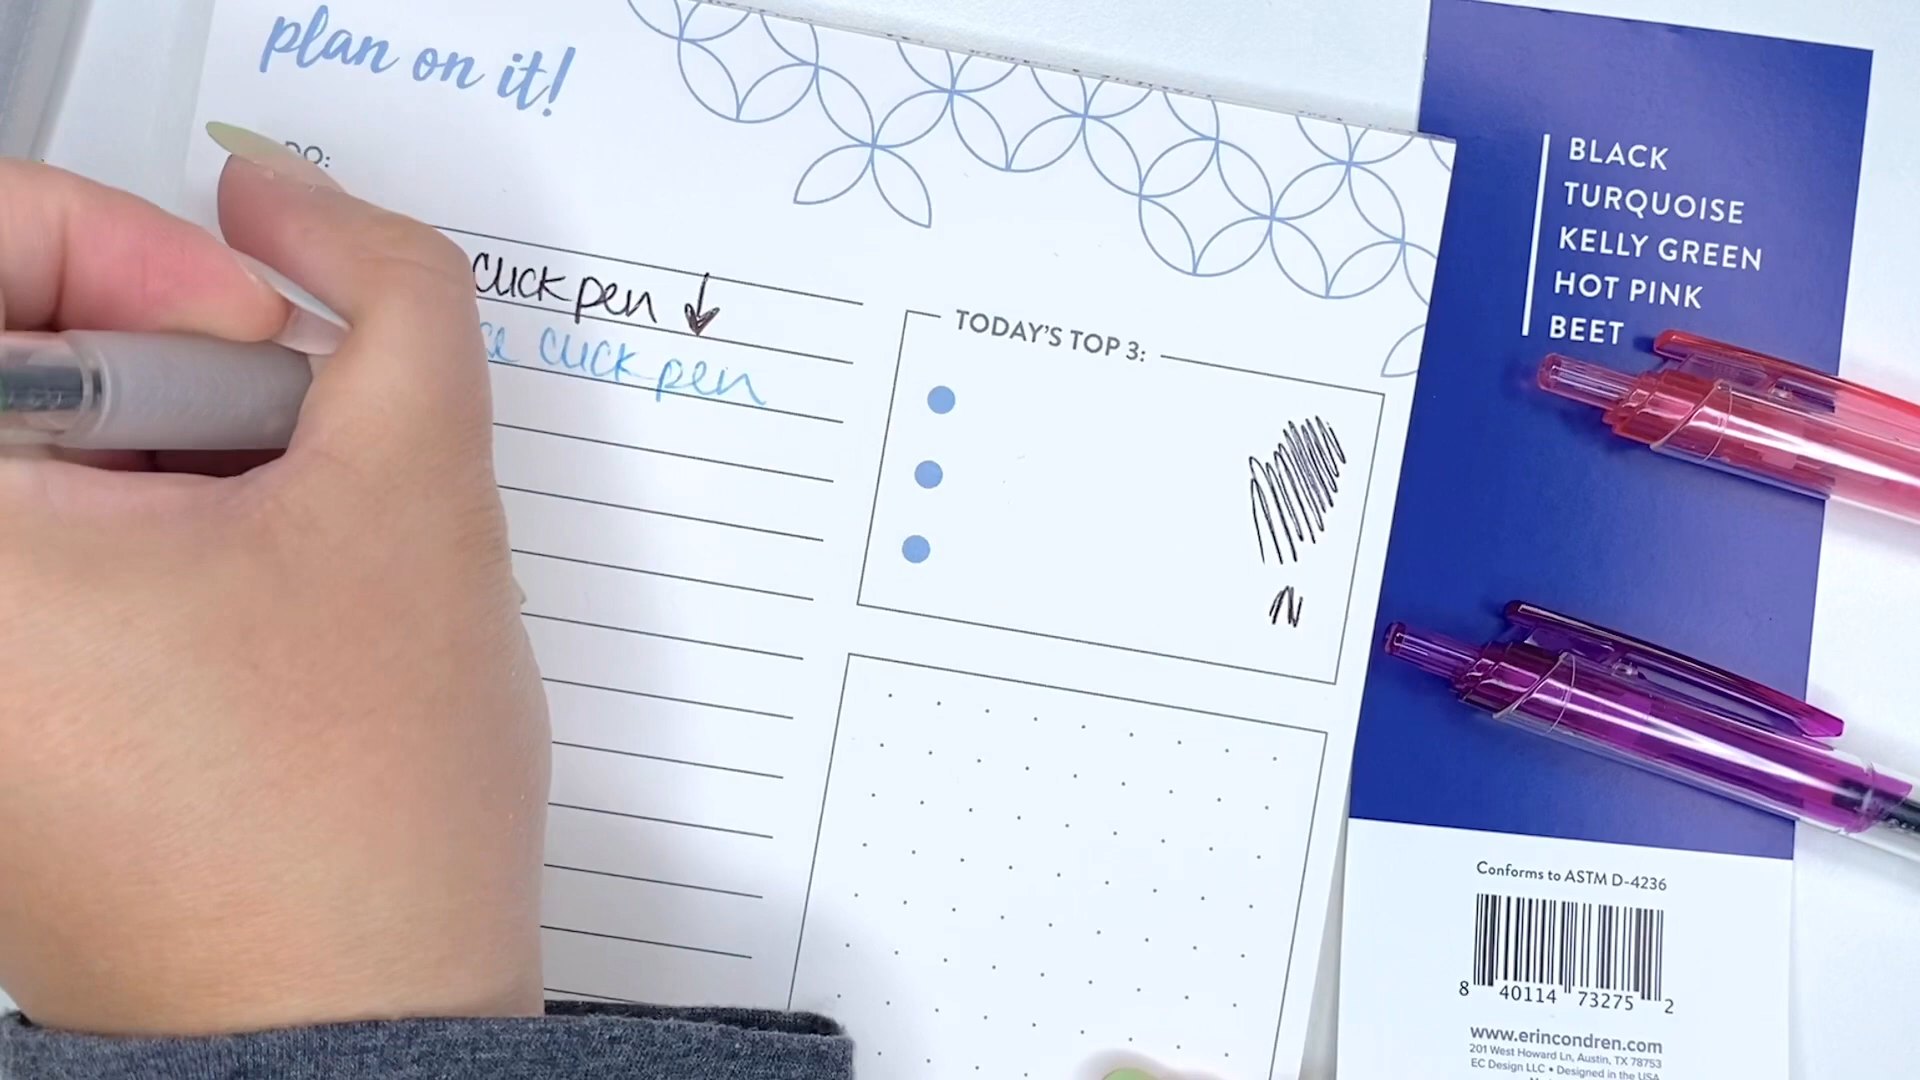 plan on it!
DO:
click pen
click pen
TODAY'S TOP 3:
BLACK
TURQUOISE
KELLY GREEN
HOT PINK
BEET
Conforms to ASTM D-4236
8 40114 73275 2
www.erincondren.com
201 West Howard Ln, Austin, TX 78753
EC Design LLC • Designed in the USA